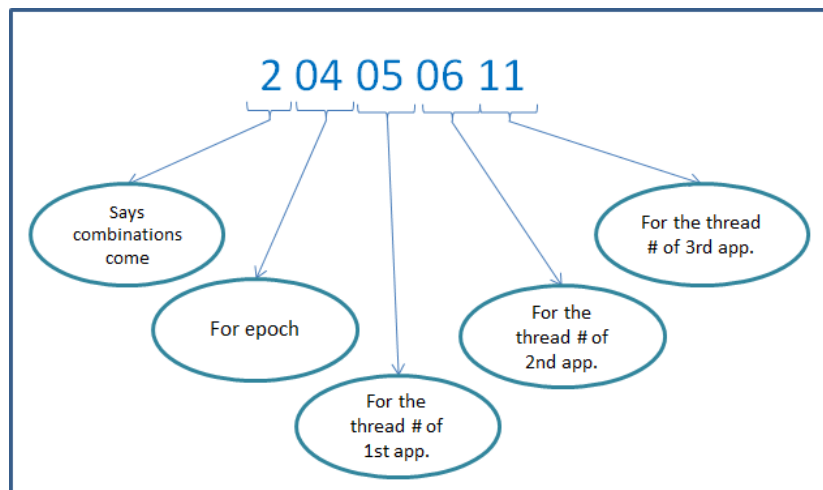 2 04 05 06 11
Says
combinations
come
For the thread
# of 3rd app.
For epoch
For the
thread # of
2nd app.
For the
thread # of
1st app.